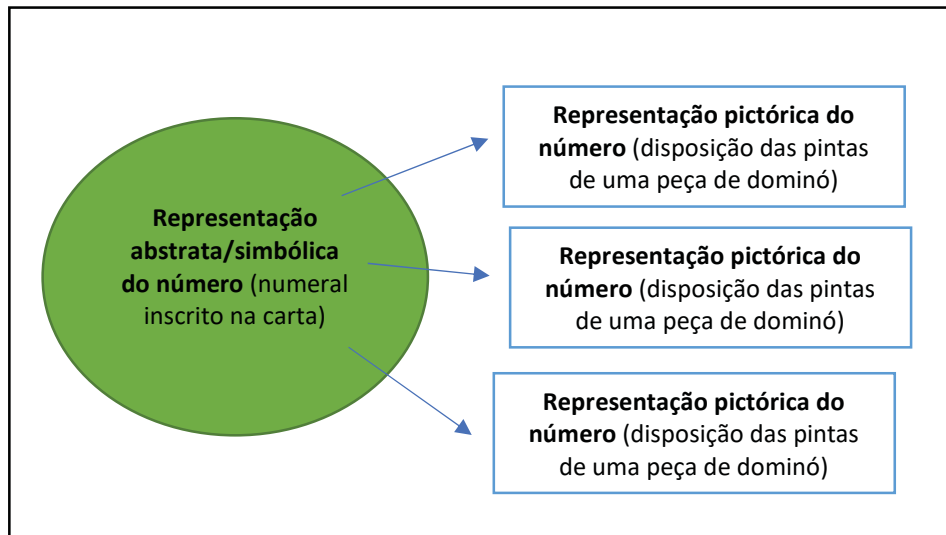 Representação
abstrata/simbólica
do número (numeral
inscrito na carta)
Representação pictórica do
número (disposição das pintas
de uma peça de dominó)
Representação pictórica do
número (disposição das pintas
de uma peça de dominó)
Representação pictórica do
número (disposição das pintas
de uma peça de dominó)